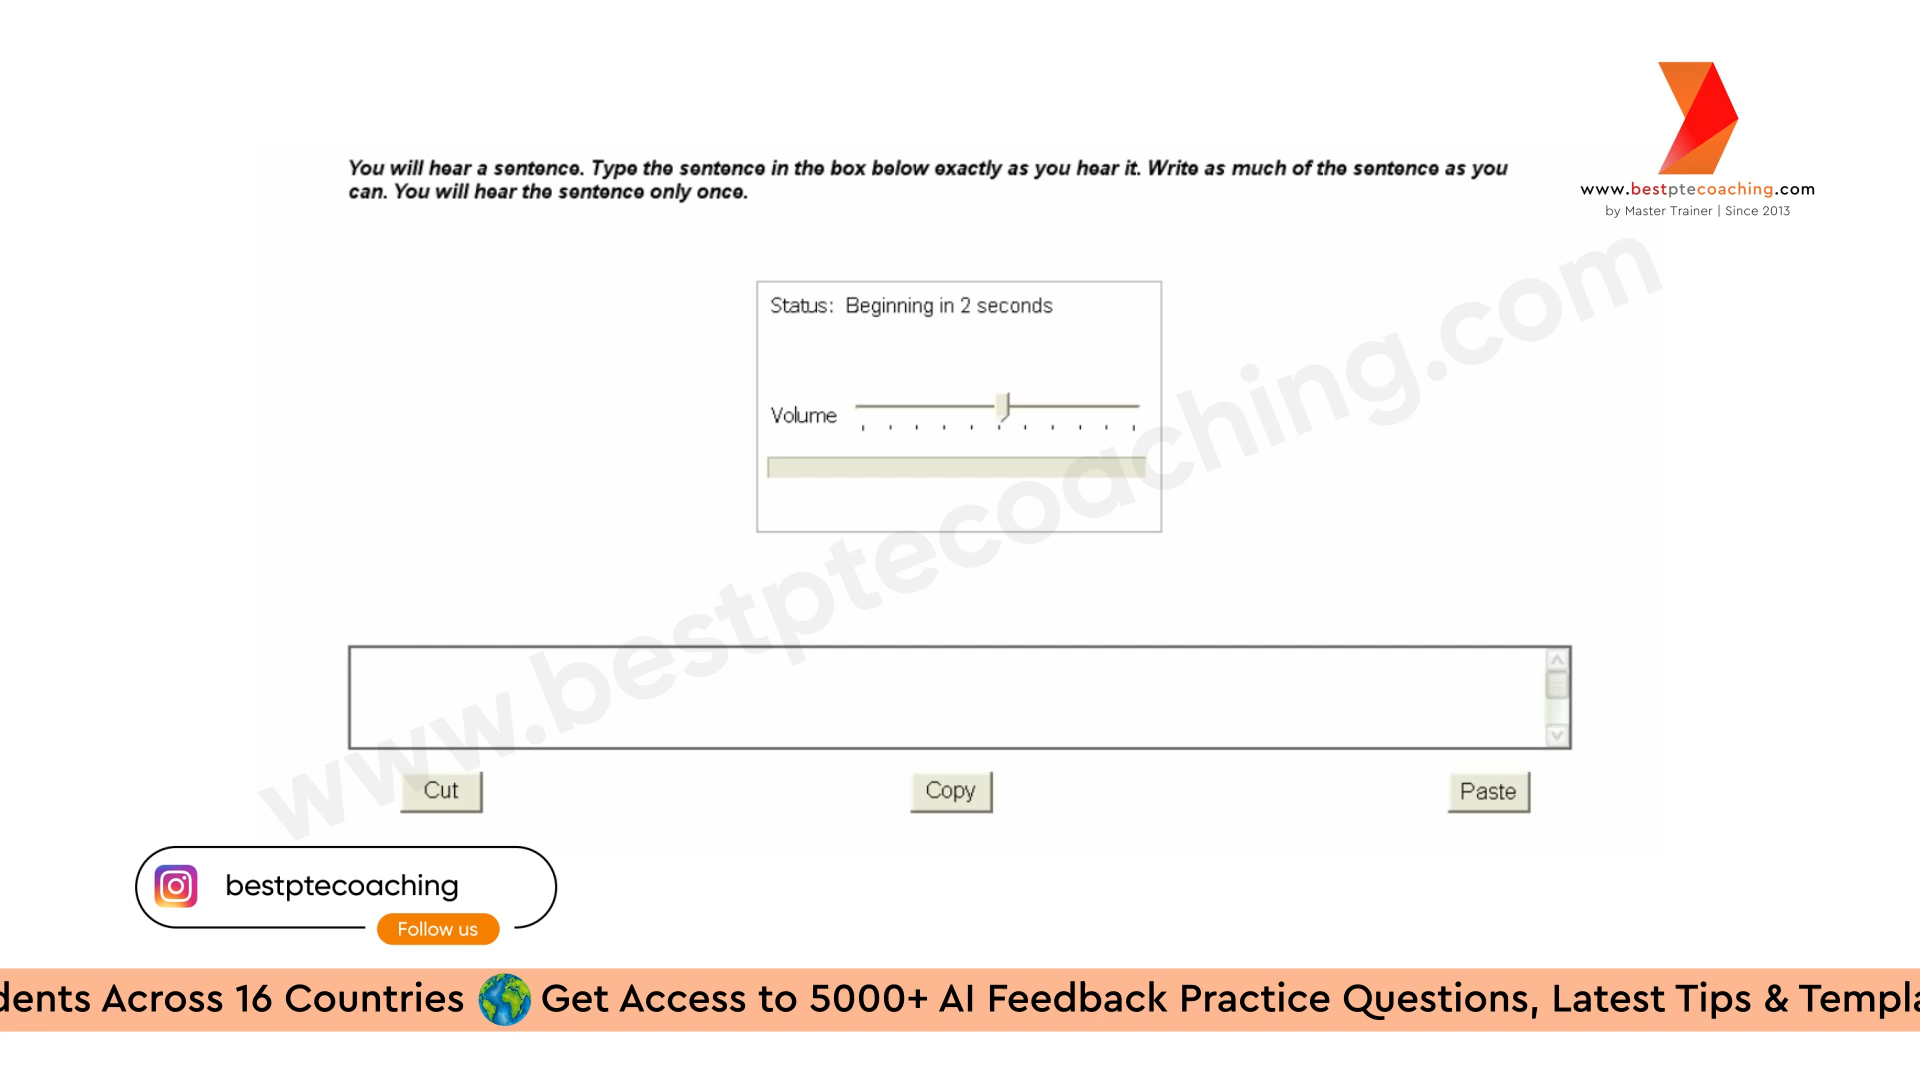 You will hear a sentence. Type the sentence in the box below exactly as you hear it. Write as much of the sentence as you
can. You will hear the sentence only once.
www.bestptecoaching.com
by Master Trainer | Since 2013
Status: Beginning in 2 seconds
Volume
www.bestptecoaching.com
Cut
Copy
Paste
bestptecoaching
Follow us
dents Across 16 Countries 🌍 Get Access to 5000+ AI Feedback Practice Questions, Latest Tips & Templa